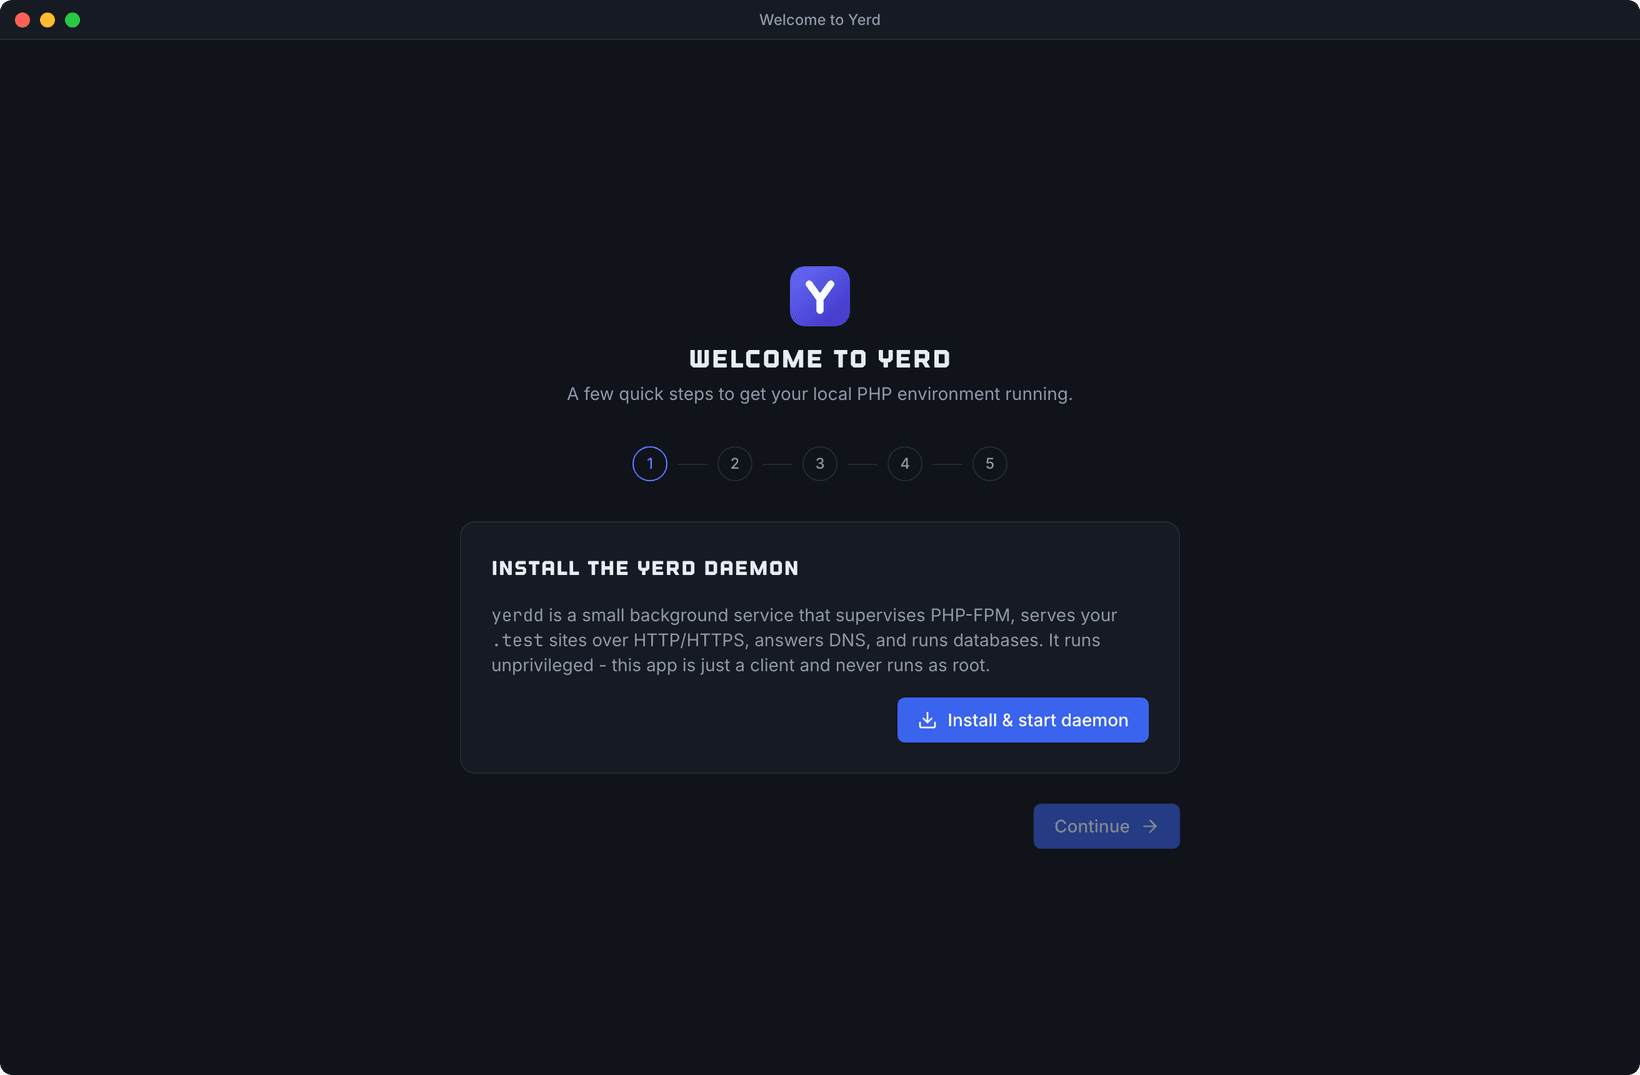 Welcome to Yerd
Y
WELCOME TO YERD
A few quick steps to get your local PHP environment running.
1 2 3 4 5
INSTALL THE YERD DAEMON
yerdd is a small background service that supervises PHP-FPM, serves your
.test sites over HTTP/HTTPS, answers DNS, and runs databases. It runs
unprivileged - this app is just a client and never runs as root.
Install & start daemon
Continue